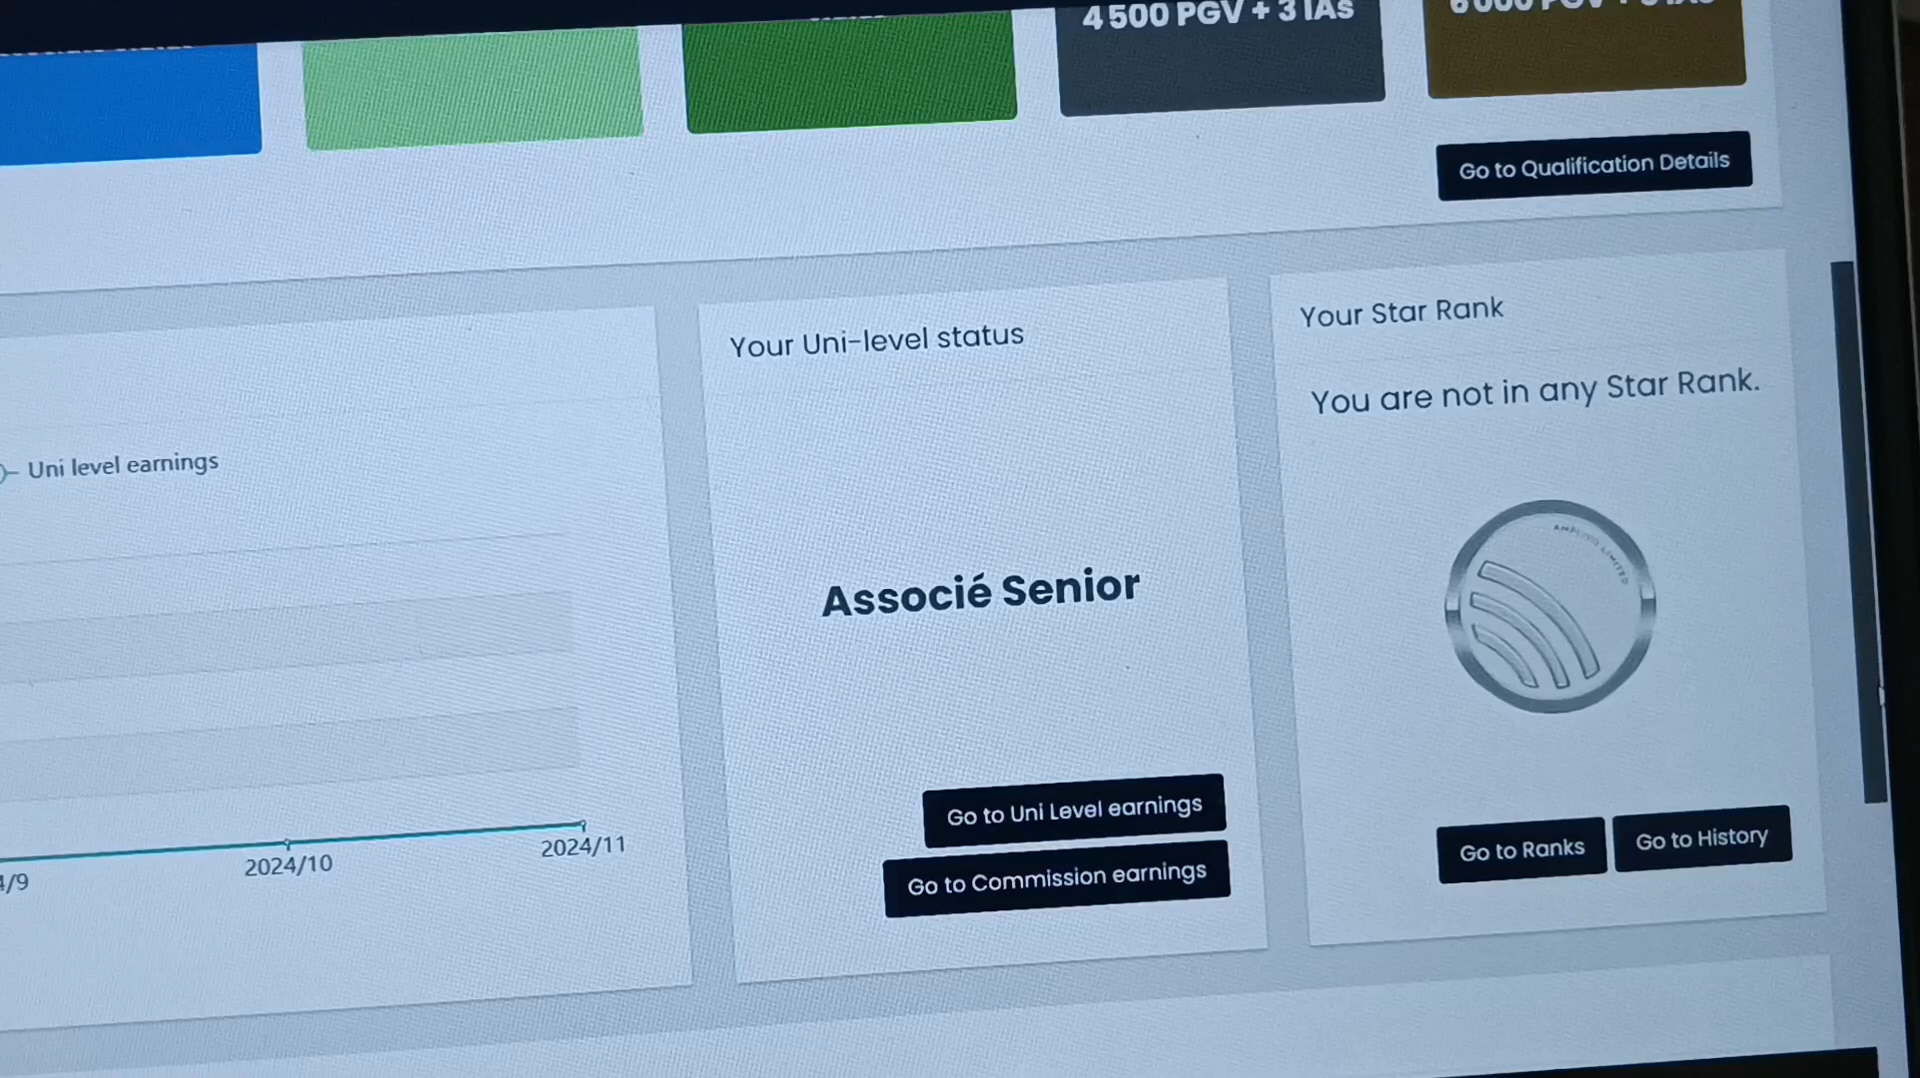 4 500 PGV + 3 IAs
Go to Qualification Details
Your Uni-level status
Your Star Rank
You are not in any Star Rank.
Uni level earnings
Associé Senior
Go to Uni Level earnings
Go to Commission earnings
Go to Ranks
Go to History
/9
2024/10
2024/11